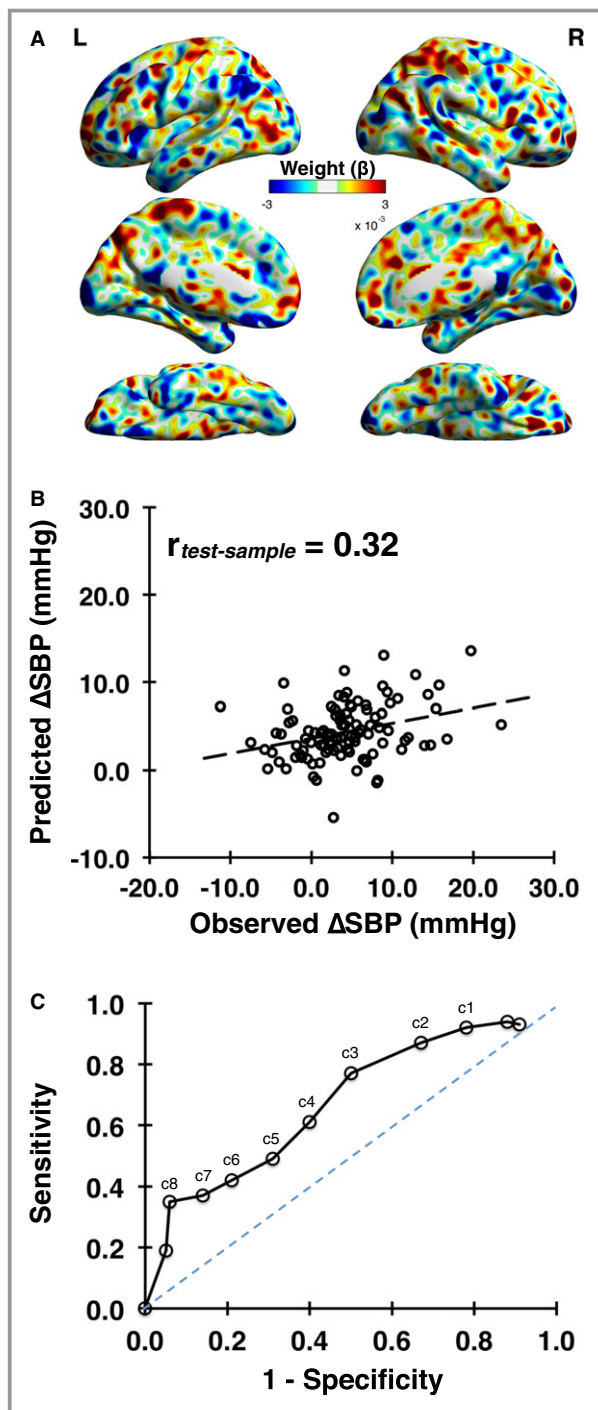 A L R
Weight (β)
-3 3
x 10⁻³
B
30.0
20.0
10.0
0.0
-10.0
Predicted ΔSBP (mmHg)
r test-sample = 0.32
-20.0 -10.0 0.0 10.0 20.0 30.0
Observed ΔSBP (mmHg)
C
1.0
0.8
0.6
0.4
0.2
0.0
Sensitivity
c1
c2
c3
c4
c5
c6
c7
c8
0.0 0.2 0.4 0.6 0.8 1.0
1 - Specificity